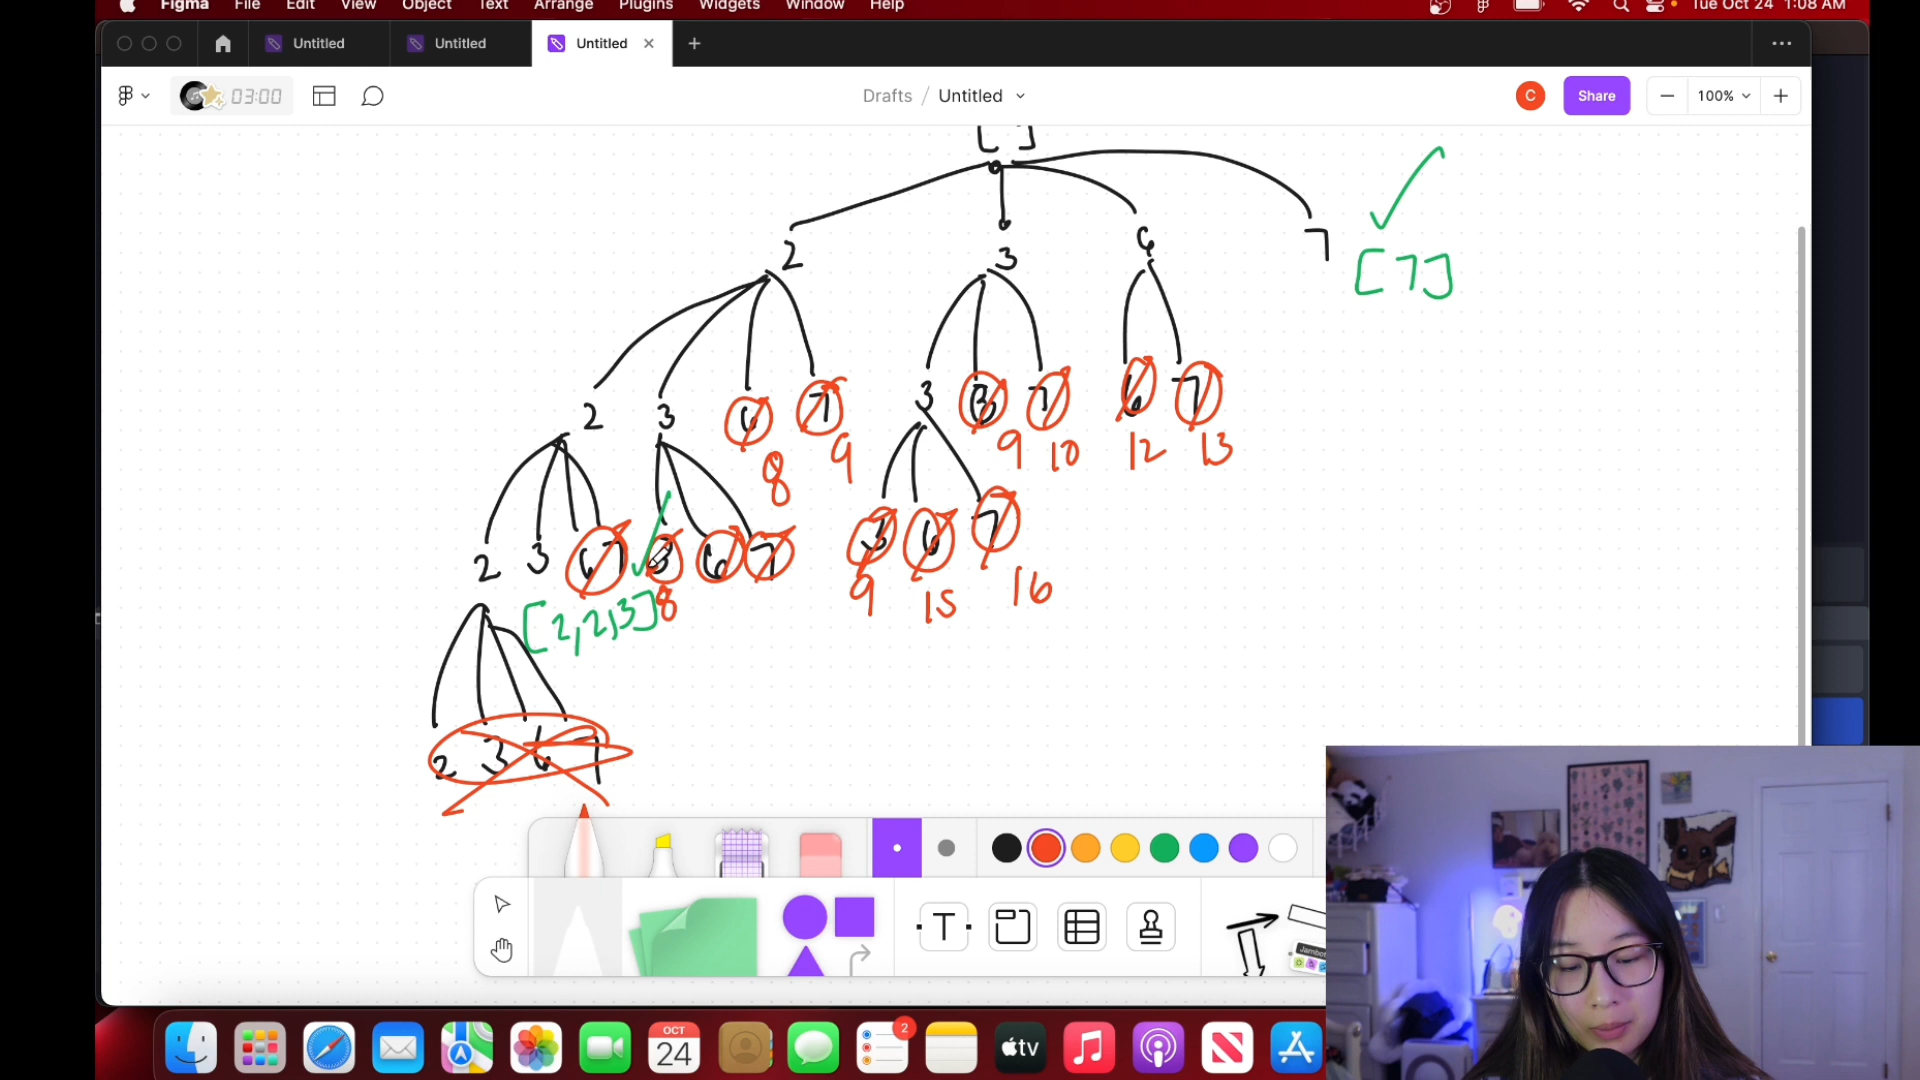 Figma File Edit View Object Text Arrange Plugins Widgets Window Help Tue Oct 24 1:08 AM
Untitled Untitled Untitled
03:00 Drafts / Untitled C Share 100%
[ ]
2 3 6 7 [7]
2 3 6 7 3 7 6 7
8 9 9 10 12 13
2 3 6 7 3 6 7 3 6 7
[2,2,3] 8 9 15 16
2 3 6 7
T
Jambo
OCT
24
2
tv